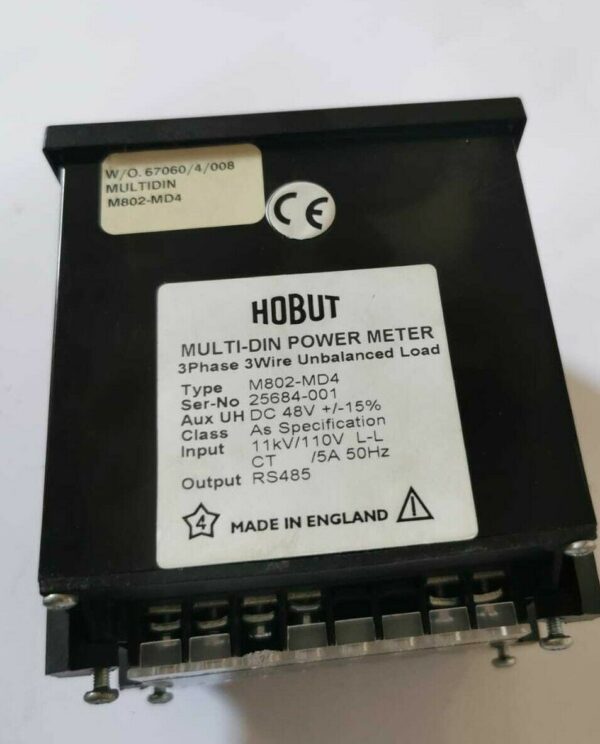 W/O. 67060/4/008
MULTIDIN
M802-MD4
CE
HOBUT
MULTI-DIN POWER METER
3Phase 3Wire Unbalanced Load
Type M802-MD4
Ser-No 25684-001
Aux UH DC 48V +/-15%
Class As Specification
Input 11kV/110V L-L
CT /5A 50Hz
Output RS485
4 MADE IN ENGLAND